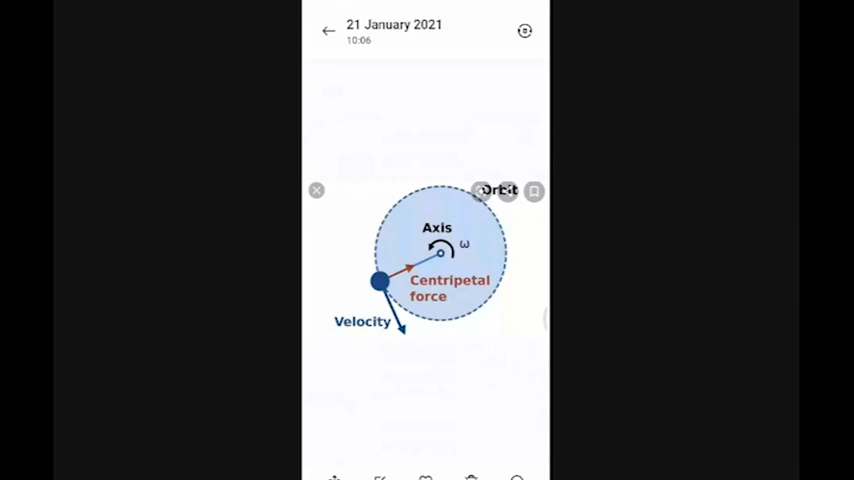 21 January 2021
10:06
Orbit
Axis
ω
Centripetal
force
Velocity